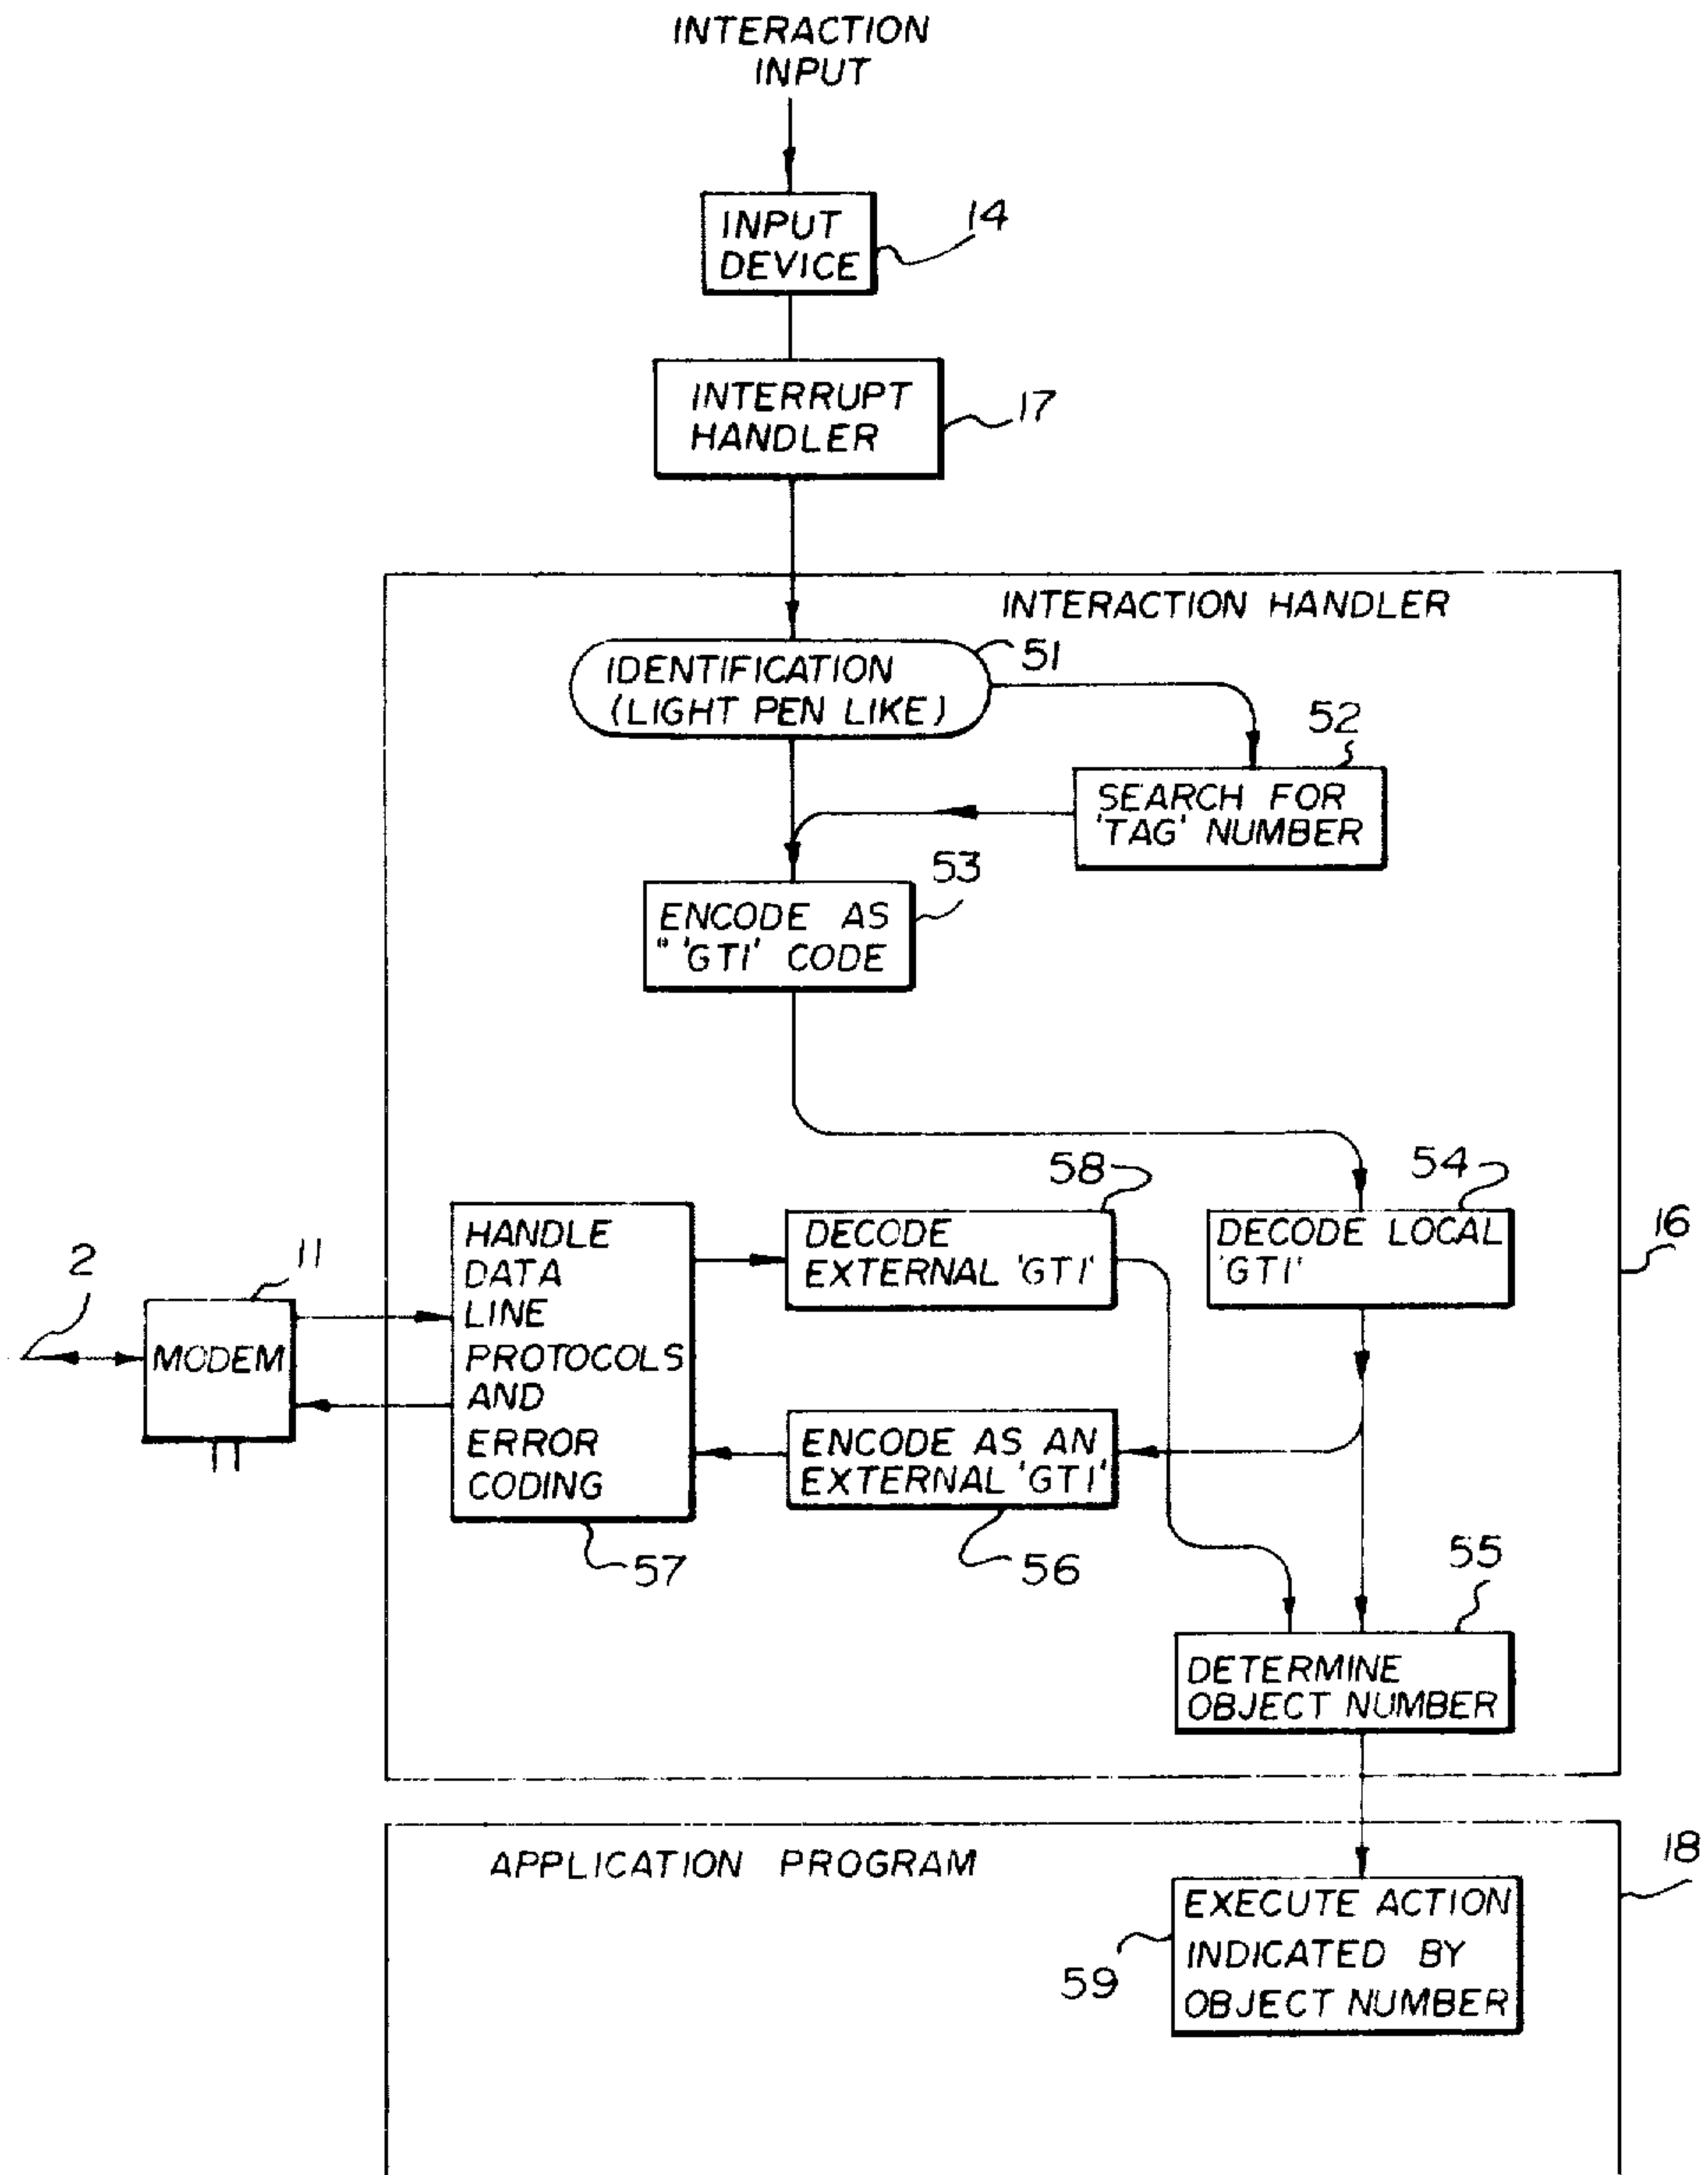 INTERACTION
INPUT
INPUT
DEVICE
14
INTERRUPT
HANDLER
17
INTERACTION HANDLER
IDENTIFICATION
(LIGHT PEN LIKE)
51
52
SEARCH FOR
'TAG' NUMBER
53
ENCODE AS
"'GTI' CODE
58
54
HANDLE
DATA
LINE
PROTOCOLS
AND
ERROR
CODING
DECODE
EXTERNAL 'GTI'
DECODE LOCAL
'GTI'
16
2
11
MODEM
ENCODE AS AN
EXTERNAL 'GTI'
57
56
55
DETERMINE
OBJECT NUMBER
APPLICATION PROGRAM
18
EXECUTE ACTION
INDICATED BY
OBJECT NUMBER
59